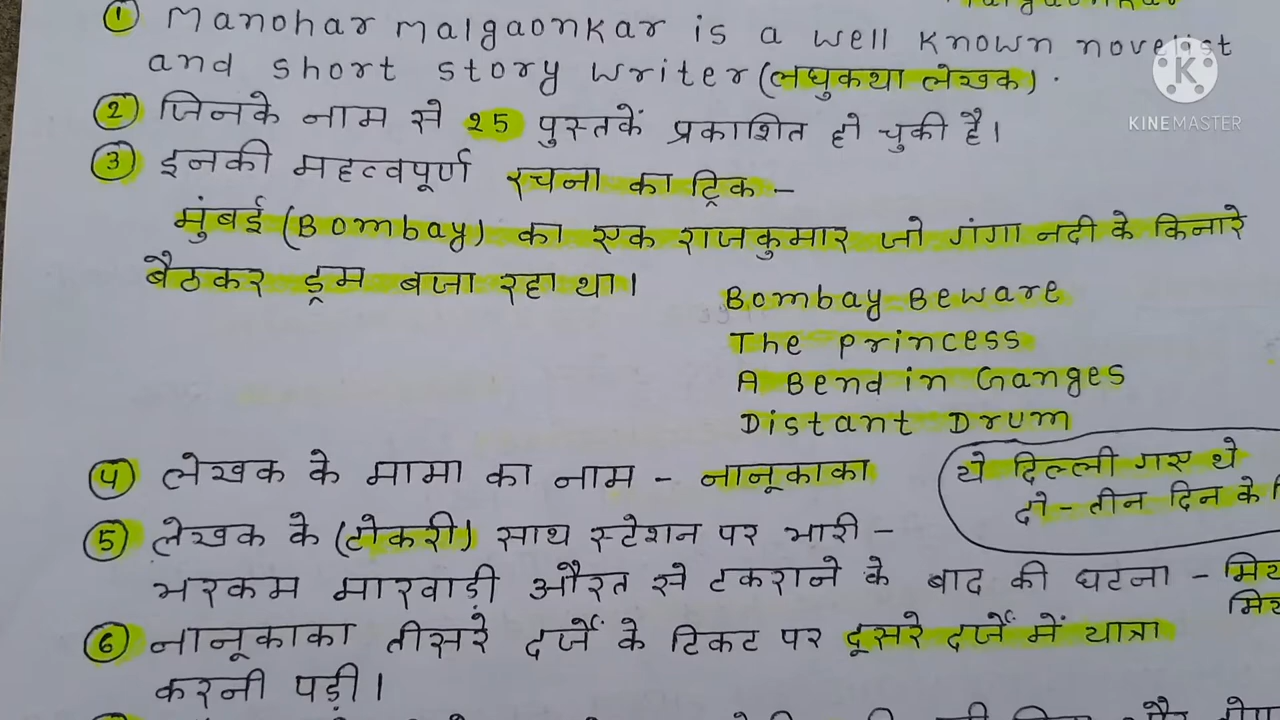 ① Manohar Malgaonkar is a well known novelist
and short story writer (लघुकथा लेखक).
② जिनके नाम से 25 पुस्तकें प्रकाशित हो चुकी है।
③ इनकी महत्वपूर्ण रचना का ट्रिक –
मुंबई (Bombay) का एक राजकुमार जो गंगा नदी के किनारे
बैठकर ड्रम बजा रहा था।
Bombay Beware
The Princess
A Bend in Ganges
Distant Drum
④ लेखक के मामा का नाम – नानूकाका
ये दिल्ली गए थे
दो – तीन दिन के
⑤ लेखक के (टोकरी) साथ स्टेशन पर भारी –
भरकम मारवाड़ी औरत से टकराने के बाद की घटना –
⑥ नानूकाका तीसरे दर्जे के टिकट पर दूसरे दर्जे में यात्रा
करनी पड़ी।
KINEMASTER